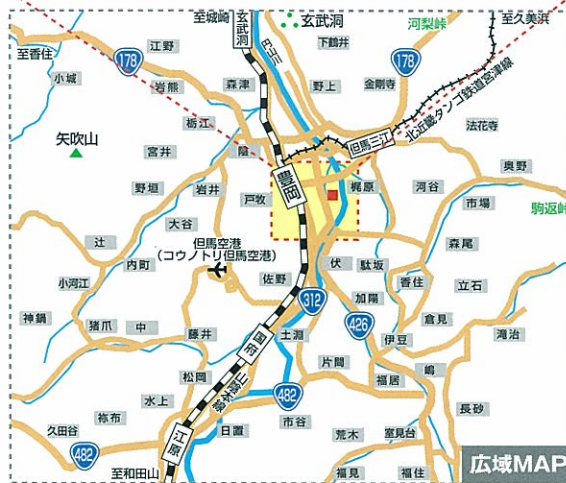 至城崎
玄武洞
玄武洞
河梨峠
至久美浜
至香住
江野
円山川
下鶴井
178
178
小城
岩熊
森津
野上
金剛寺
北近畿タンゴ鉄道宮津線
栃江
法花寺
矢吹山
宮井
陰
但馬三江
奥野
野垣
岩井
戸牧
豊岡
梶原
河谷
市場
駒返峠
大谷
森尾
辻
但馬空港
(コウノトリ但馬空港)
内町
伏
駄坂
小河江
佐野
香住
立石
312
加陽
神鍋
猪爪
中
藤井
国府
土淵
426
倉見
伊豆
滝治
片間
嶋
松岡
山陰本線
482
福居
水上
長砂
祢布
江原
日置
市谷
荒木
室見台
久田谷
482
至和田山
福見
福住
広域MAP